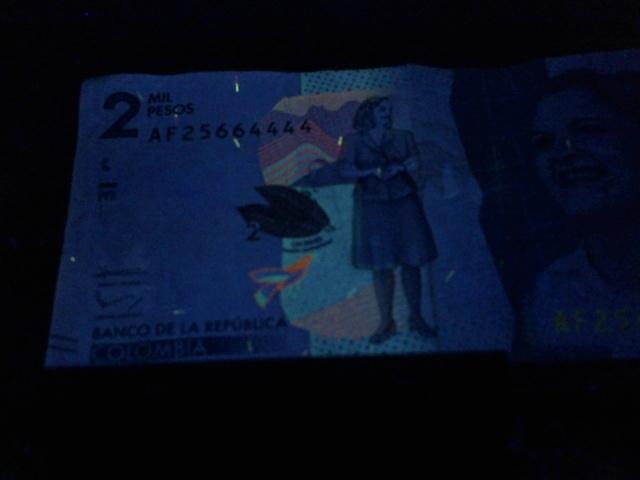 2 MIL
PESOS
AF25664444
2
BANCO DE LA REPÚBLICA
COLOMBIA
AF25